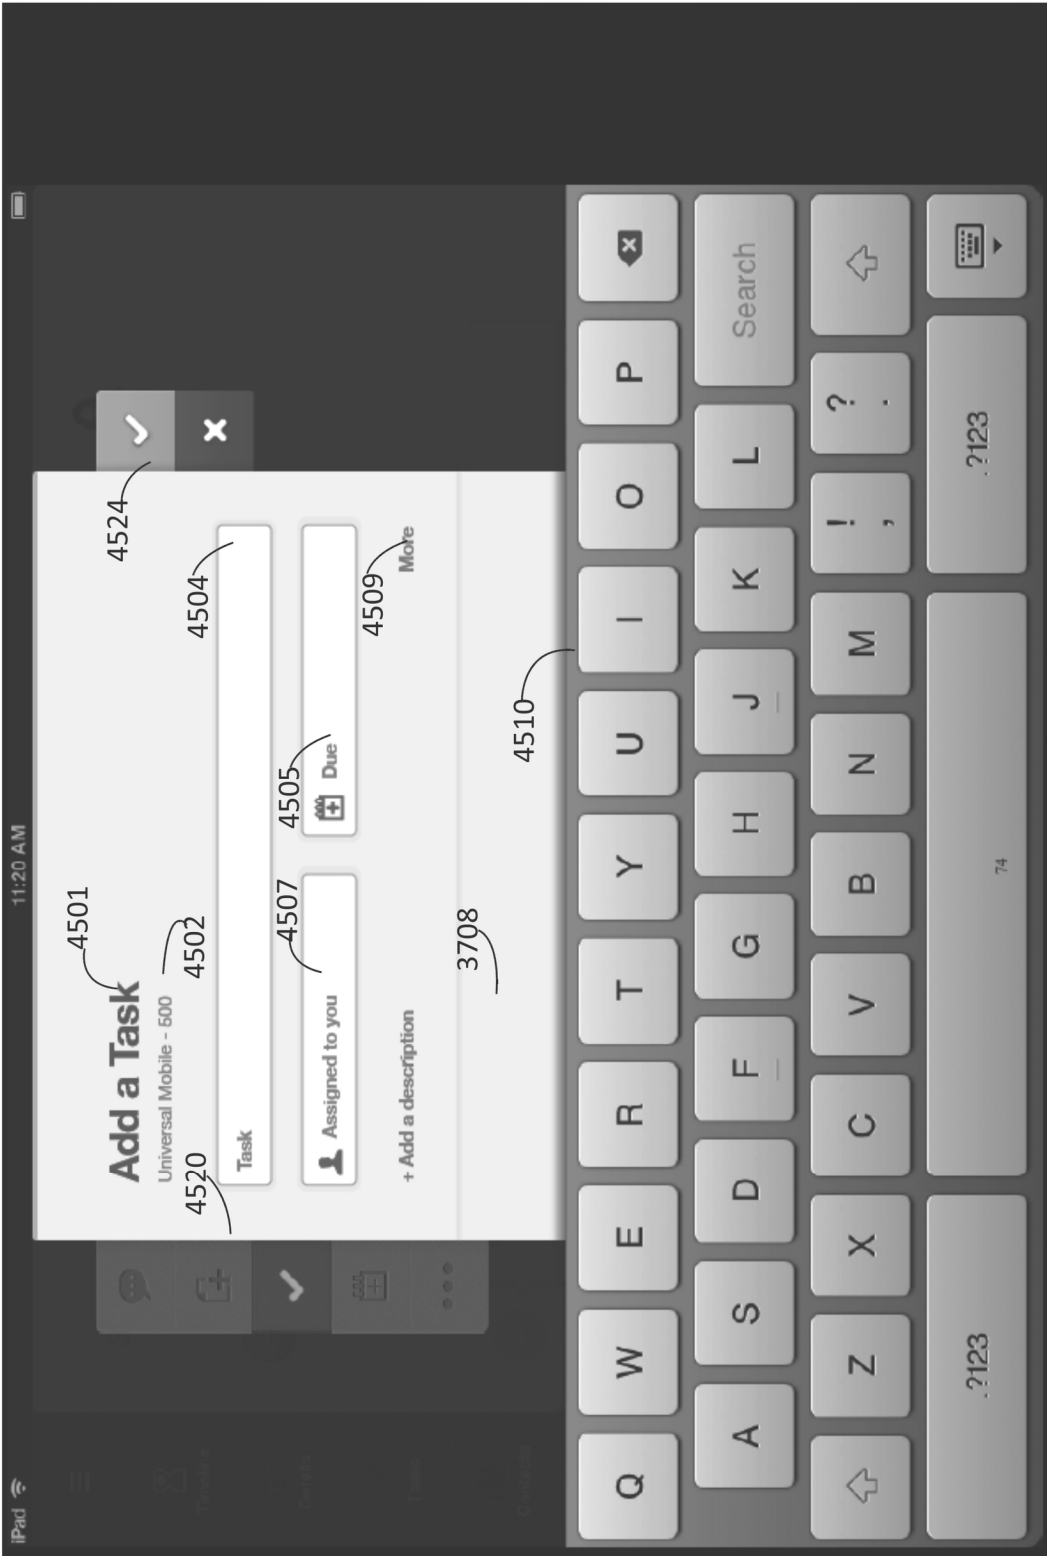 iPad
11:20 AM
4501
Add a Task
4524
Universal Mobile - 500
4502
4520
4504
Task
4507
4505
Assigned to you
Due
4509
+ Add a description
More
3708
4510
Q W E R T Y U I O P
A S D F G H J K L Search
Z X C V B N M ! , ? .
.?123 74 .?123